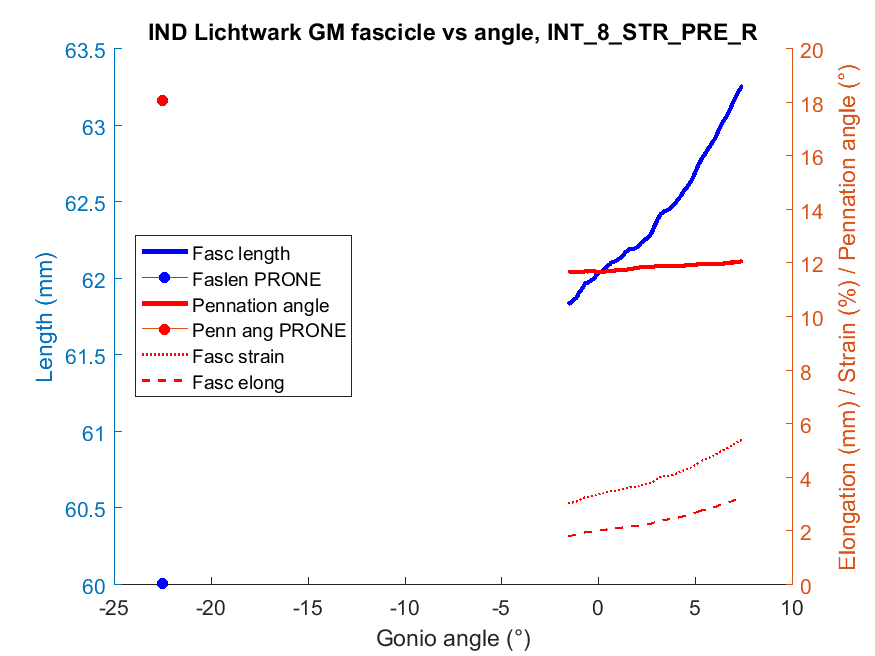 IND Lichtwark GM fascicle vs angle, INT_8_STR_PRE_R
63.5
63
62.5
62
61.5
61
60.5
60
Length (mm)
20
18
16
14
12
10
8
6
4
2
0
Elongation (mm) / Strain (%) / Pennation angle (°)
Fasc length
Faslen PRONE
Pennation angle
Penn ang PRONE
Fasc strain
Fasc elong
-25 -20 -15 -10 -5 0 5 10
Gonio angle (°)